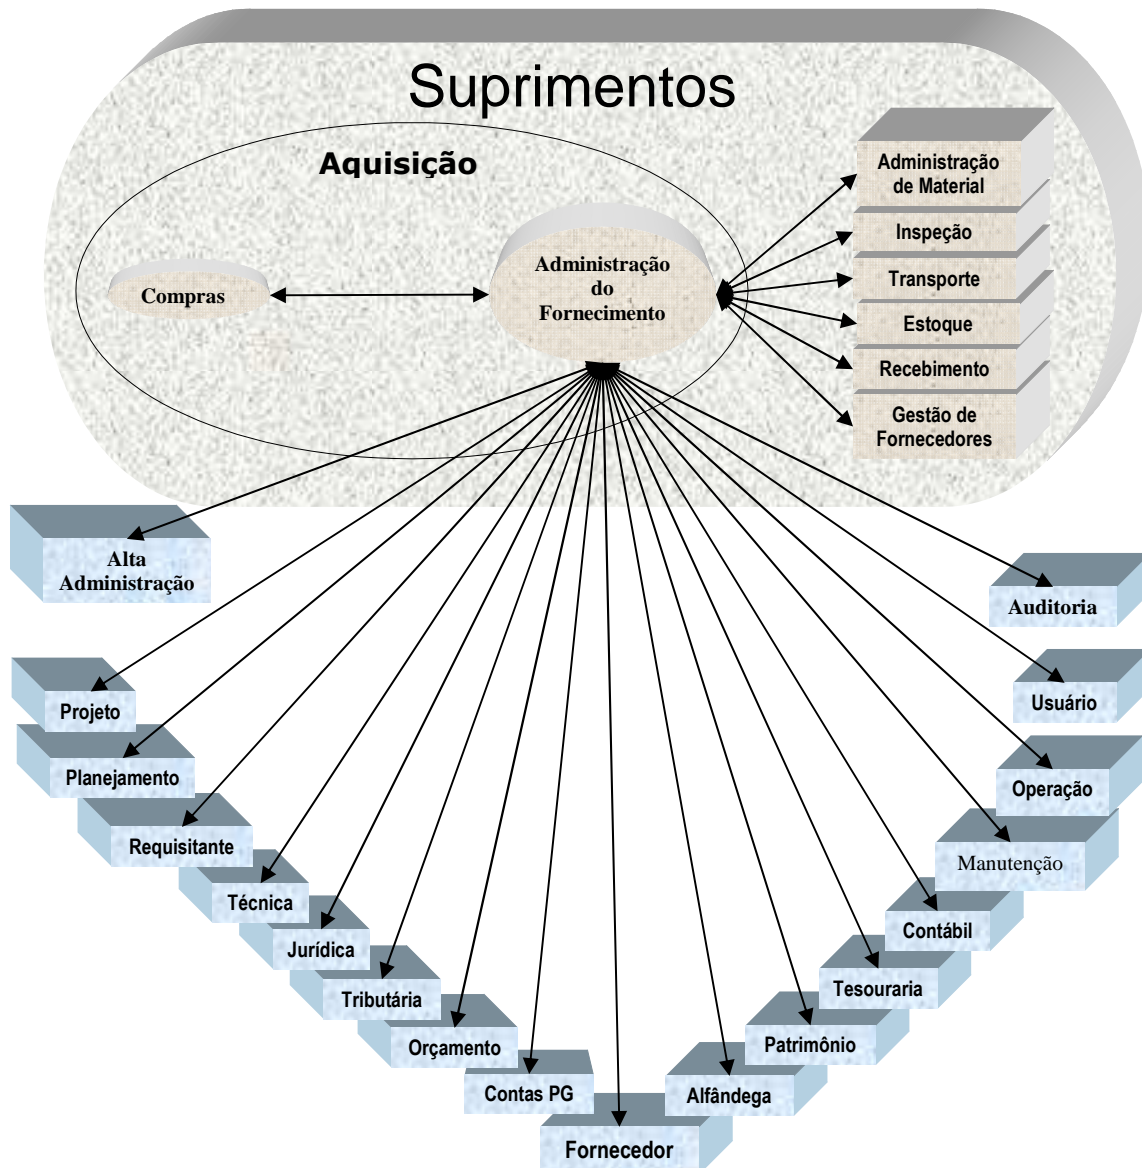 Suprimentos
Aquisição
Administração
de Material
Inspeção
Transporte
Estoque
Recebimento
Gestão de
Fornecedores
Compras
Administração
do
Fornecimento
Alta
Administração
Auditoria
Projeto
Usuário
Planejamento
Operação
Requisitante
Manutenção
Técnica
Contábil
Jurídica
Tesouraria
Tributária
Patrimônio
Orçamento
Contas PG
Alfândega
Fornecedor